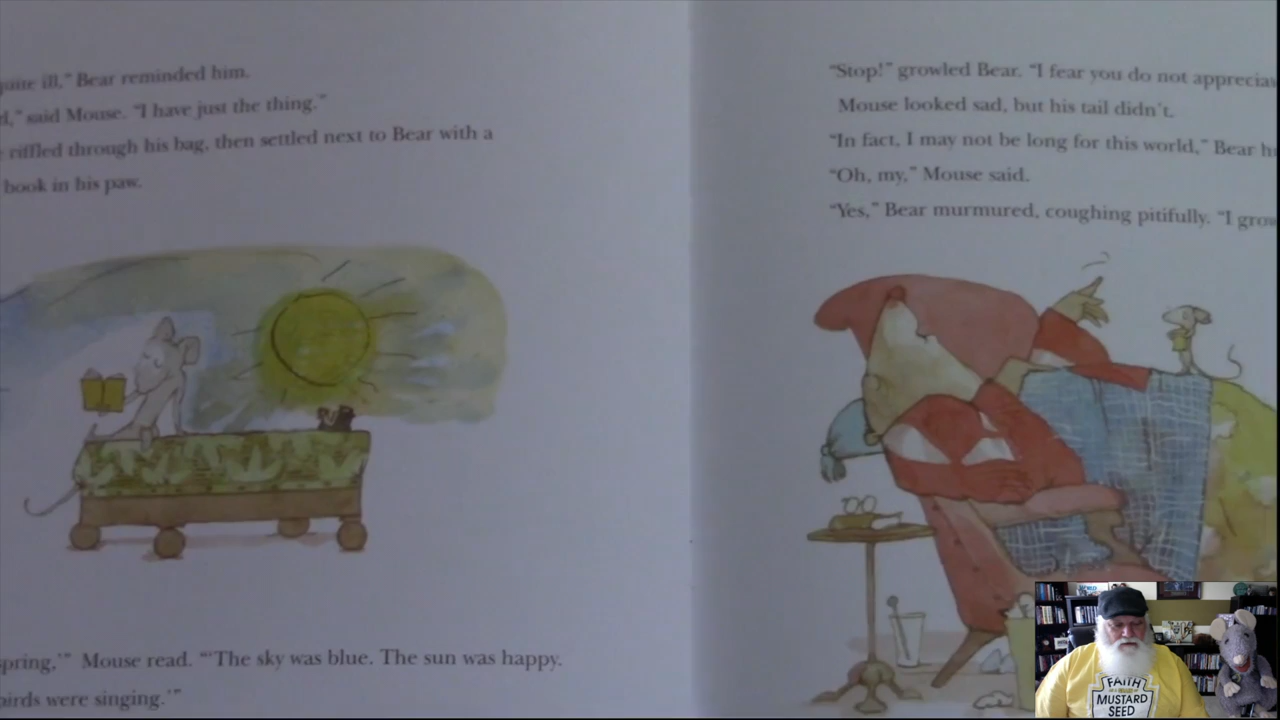 quite ill,” Bear reminded him.
said Mouse. “I have just the thing.”
riffled through his bag, then settled next to Bear with a
book in his paw.
spring,’” Mouse read. “‘The sky was blue. The sun was happy.
birds were singing.’”
“Stop!” growled Bear. “I fear you do not
Mouse looked sad, but his tail didn’t.
“In fact, I may not be long for this world,” Bear
“Oh, my,” Mouse said.
“Yes,” Bear murmured, coughing pitifully. “I
FAITH
MUSTARD
SEED